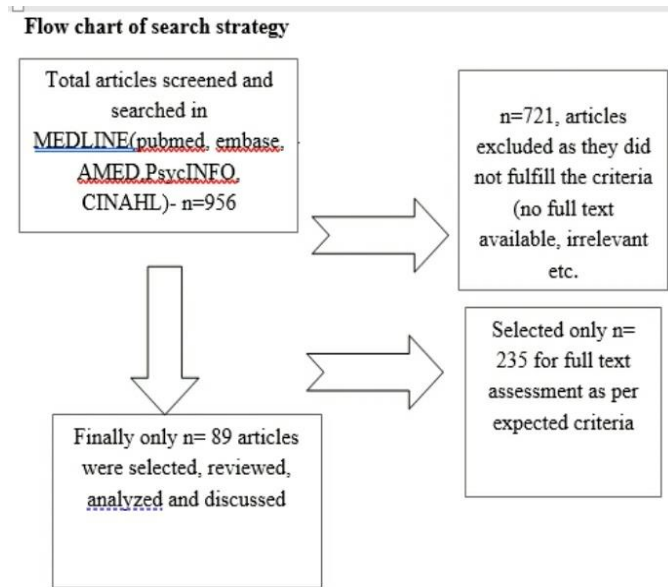 Flow chart of search strategy
Total articles screened and
searched in
MEDLINE(pubmed, embase,
AMED,PsycINFO,
CINAHL)- n=956
n=721, articles
excluded as they did
not fulfill the criteria
(no full text
available, irrelevant
etc.
Selected only n=
235 for full text
assessment as per
expected criteria
Finally only n= 89 articles
were selected, reviewed,
analyzed and discussed